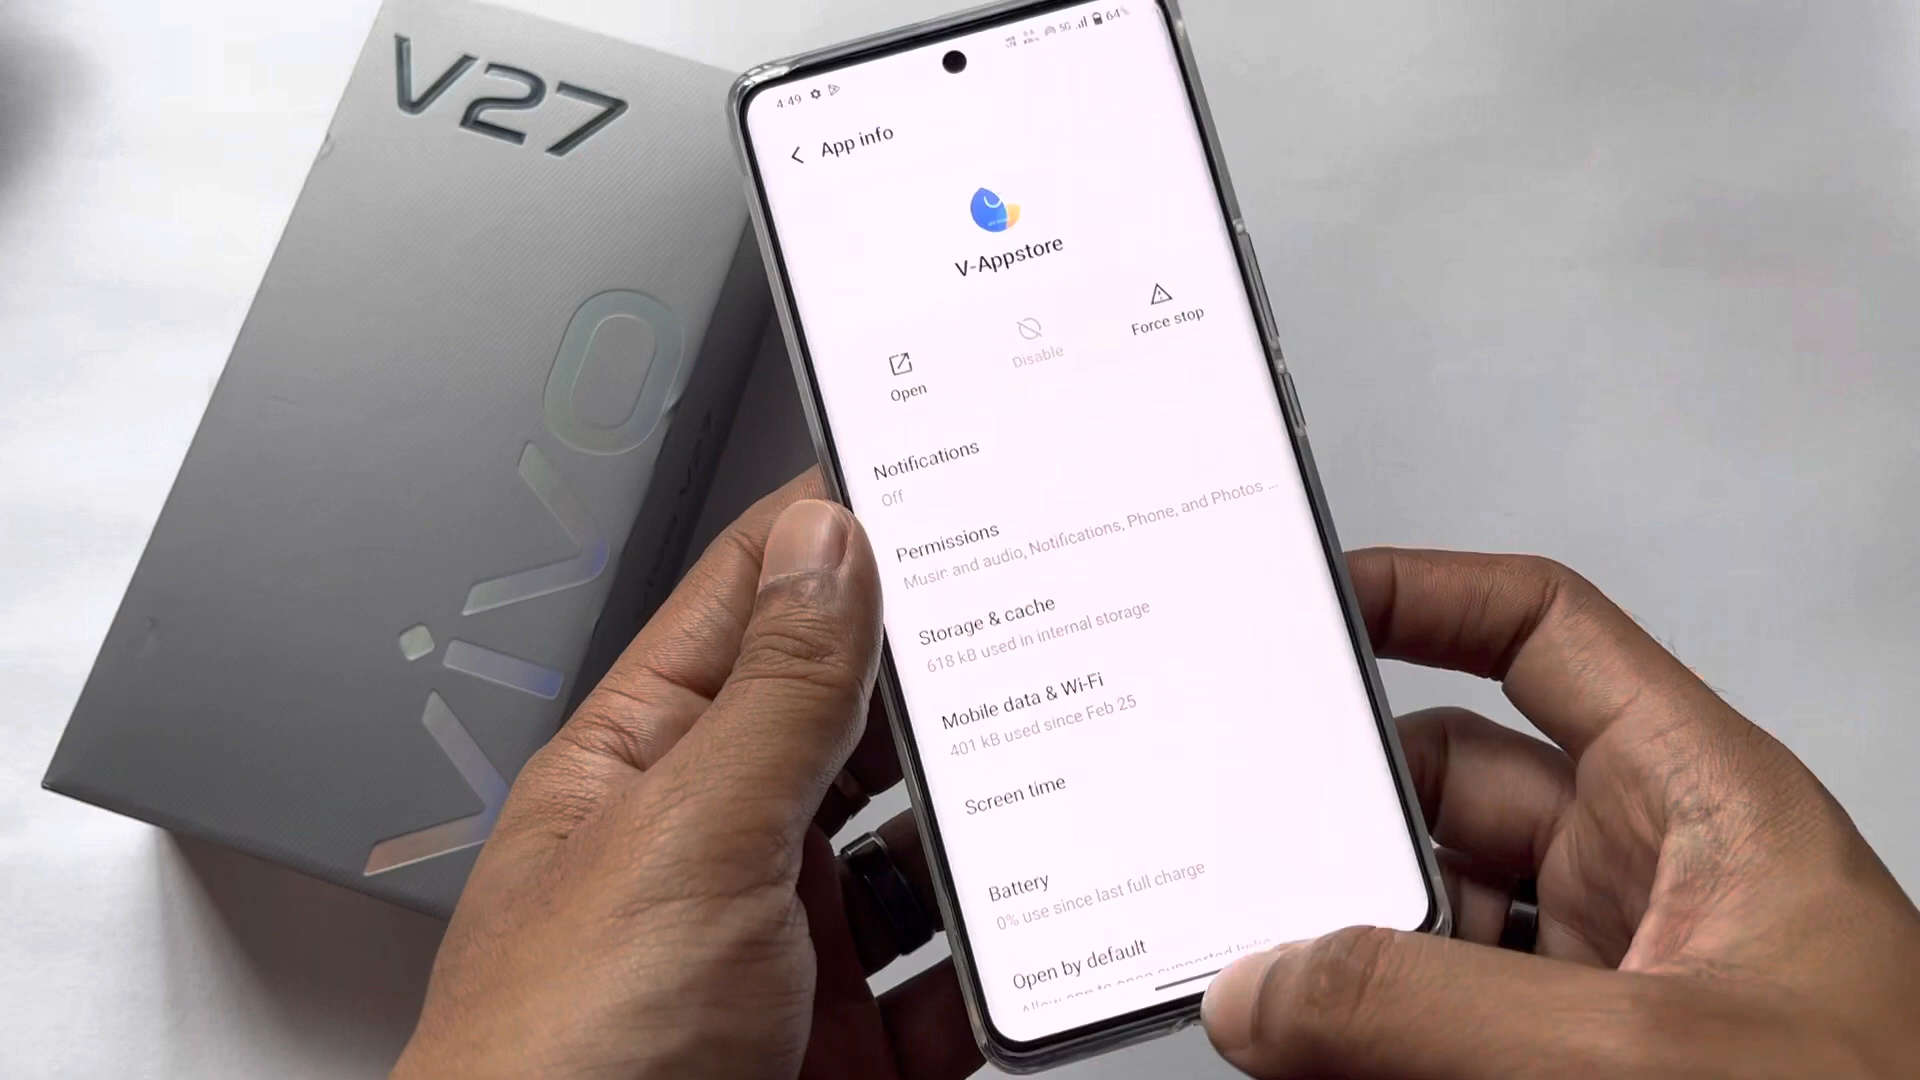 V27
vivo
4:49
5G
64%
App info
V-Appstore
Open
Disable
Force stop
Notifications
Off
Permissions
Music and audio, Notifications, Phone, and Photos ...
Storage & cache
618 kB used in internal storage
Mobile data & Wi-Fi
401 kB used since Feb 25
Screen time
Battery
0% use since last full charge
Open by default